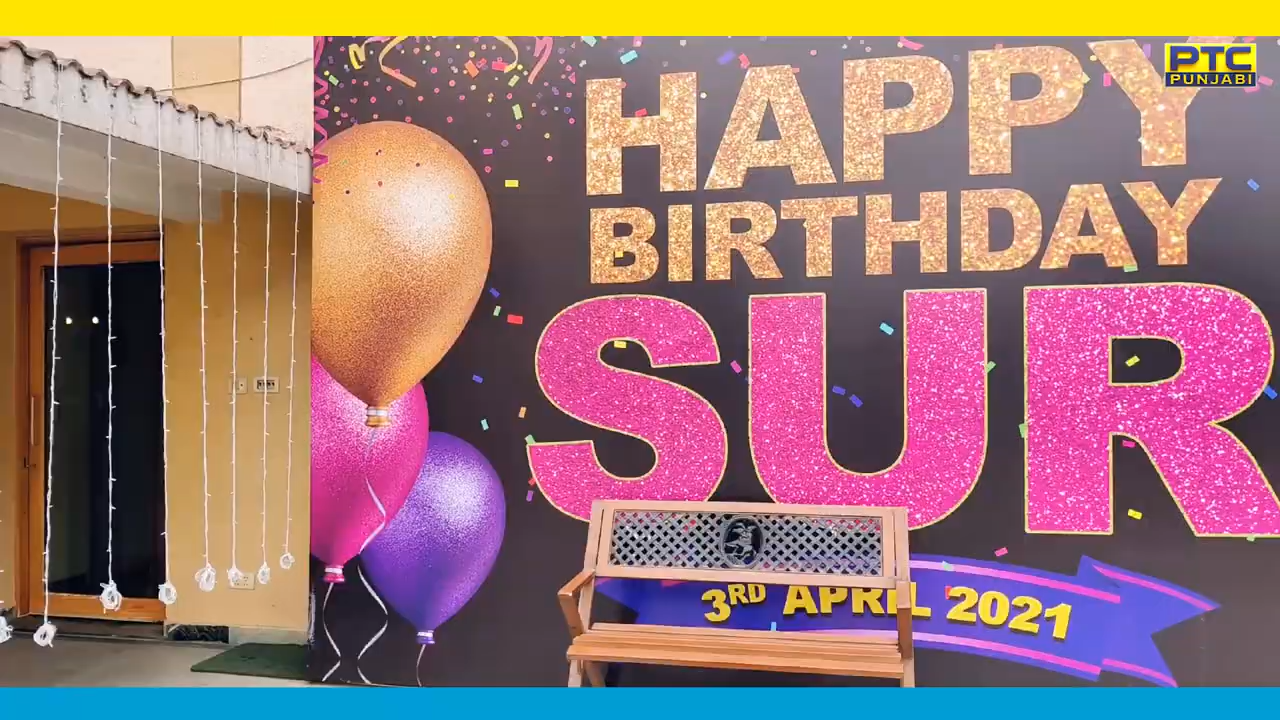 PTC
PUNJABI
HAPPY
BIRTHDAY
SUR
3RD APRIL 2021